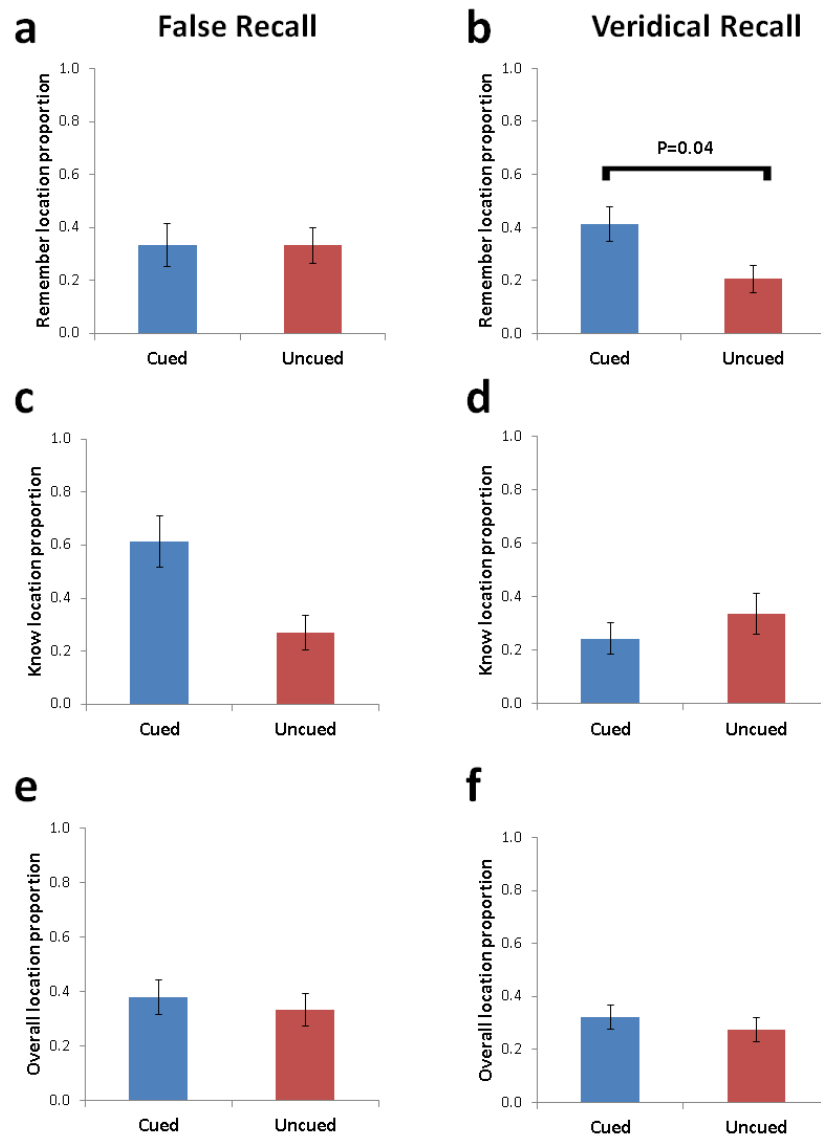 a
False Recall
Remember location proportion
1.0
0.8
0.6
0.4
0.2
0.0
Cued Uncued
b
Veridical Recall
Remember location proportion
1.0
0.8
0.6
0.4
0.2
0.0
P=0.04
Cued Uncued
c
Know location proportion
1.0
0.8
0.6
0.4
0.2
0.0
Cued Uncued
d
Know location proportion
1.0
0.8
0.6
0.4
0.2
0.0
Cued Uncued
e
Overall location proportion
1.0
0.8
0.6
0.4
0.2
0.0
Cued Uncued
f
Overall location proportion
1.0
0.8
0.6
0.4
0.2
0.0
Cued Uncued